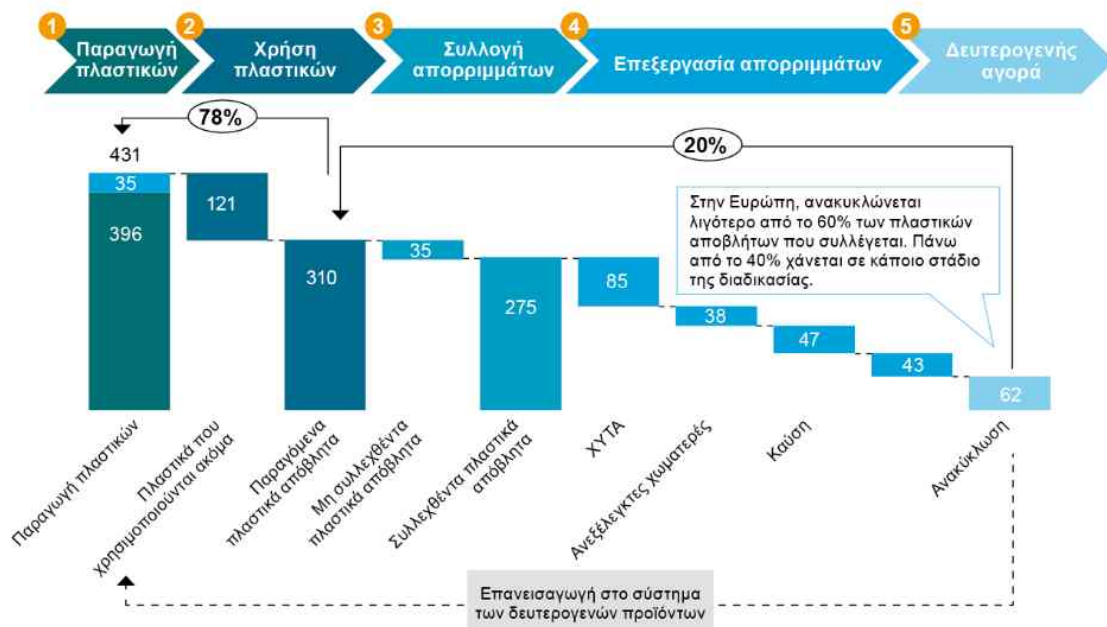 1
Παραγωγή
πλαστικών
2
Χρήση
πλαστικών
3
Συλλογή
απορριμμάτων
4
Επεξεργασία απορριμμάτων
5
Δευτερογενής
αγορά
78%
20%
431
35
396
121
310
35
275
85
38
47
43
62
Στην Ευρώπη, ανακυκλώνεται
λιγότερο από το 60% των πλαστικών
αποβλήτων που συλλέγεται. Πάνω
από το 40% χάνεται σε κάποιο στάδιο
της διαδικασίας.
Παραγωγή πλαστικών
Πλαστικά που
χρησιμοποιούνται ακόμα
Παραγόμενα
πλαστικά απόβλητα
Μη συλλεχθέντα
πλαστικά απόβλητα
Συλλεχθέντα πλαστικά
απόβλητα
ΧΥΤΑ
Ανεξέλεγκτες χωματερές
Καύση
Ανακύκλωση
Επανεισαγωγή στο σύστημα
των δευτερογενών προϊόντων